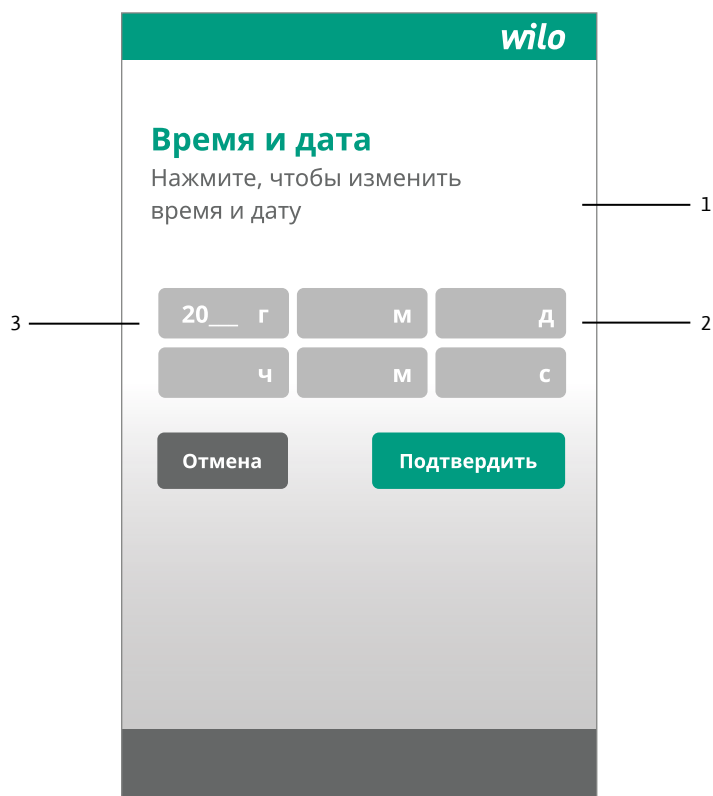 wilo
Время и дата
Нажмите, чтобы изменить
время и дату
1
20__ г м д
3
2
ч м с
Отмена Подтвердить